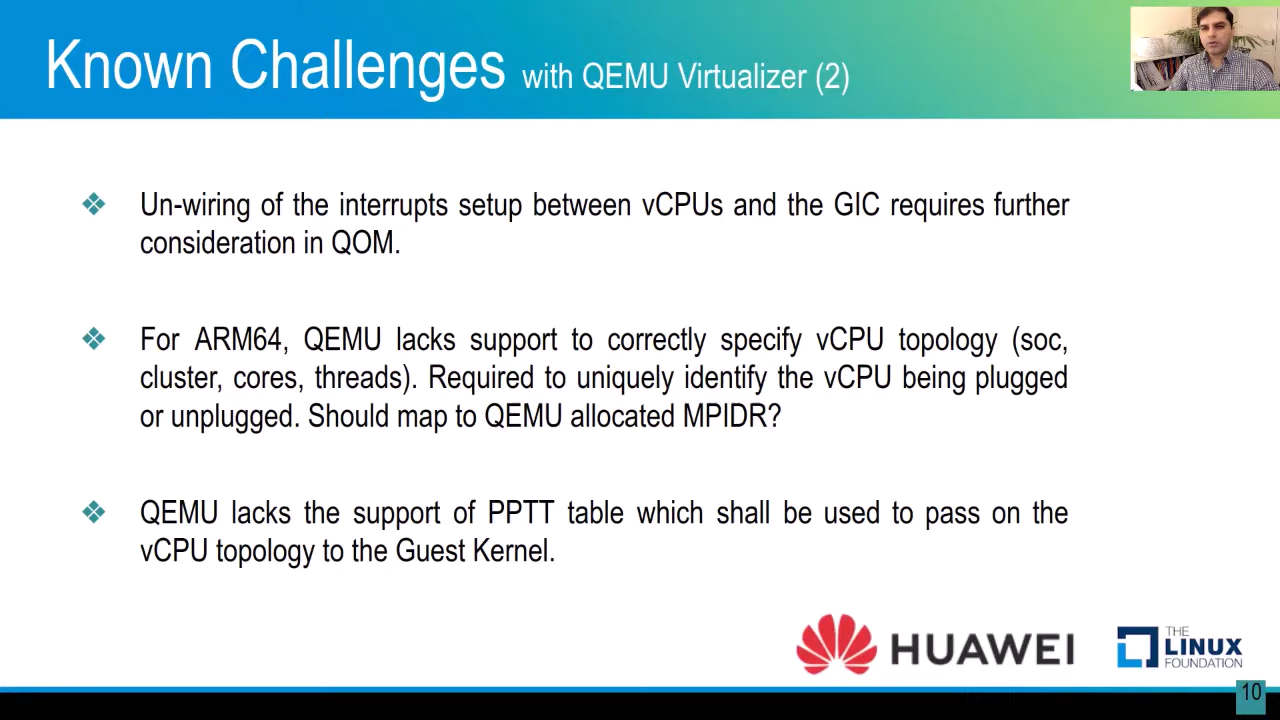 Known Challenges with QEMU Virtualizer (2)
❖ Un-wiring of the interrupts setup between vCPUs and the GIC requires further
consideration in QOM.
❖ For ARM64, QEMU lacks support to correctly specify vCPU topology (soc,
cluster, cores, threads). Required to uniquely identify the vCPU being plugged
or unplugged. Should map to QEMU allocated MPIDR?
❖ QEMU lacks the support of PPTT table which shall be used to pass on the
vCPU topology to the Guest Kernel.
HUAWEI
THE
LINUX
FOUNDATION
10